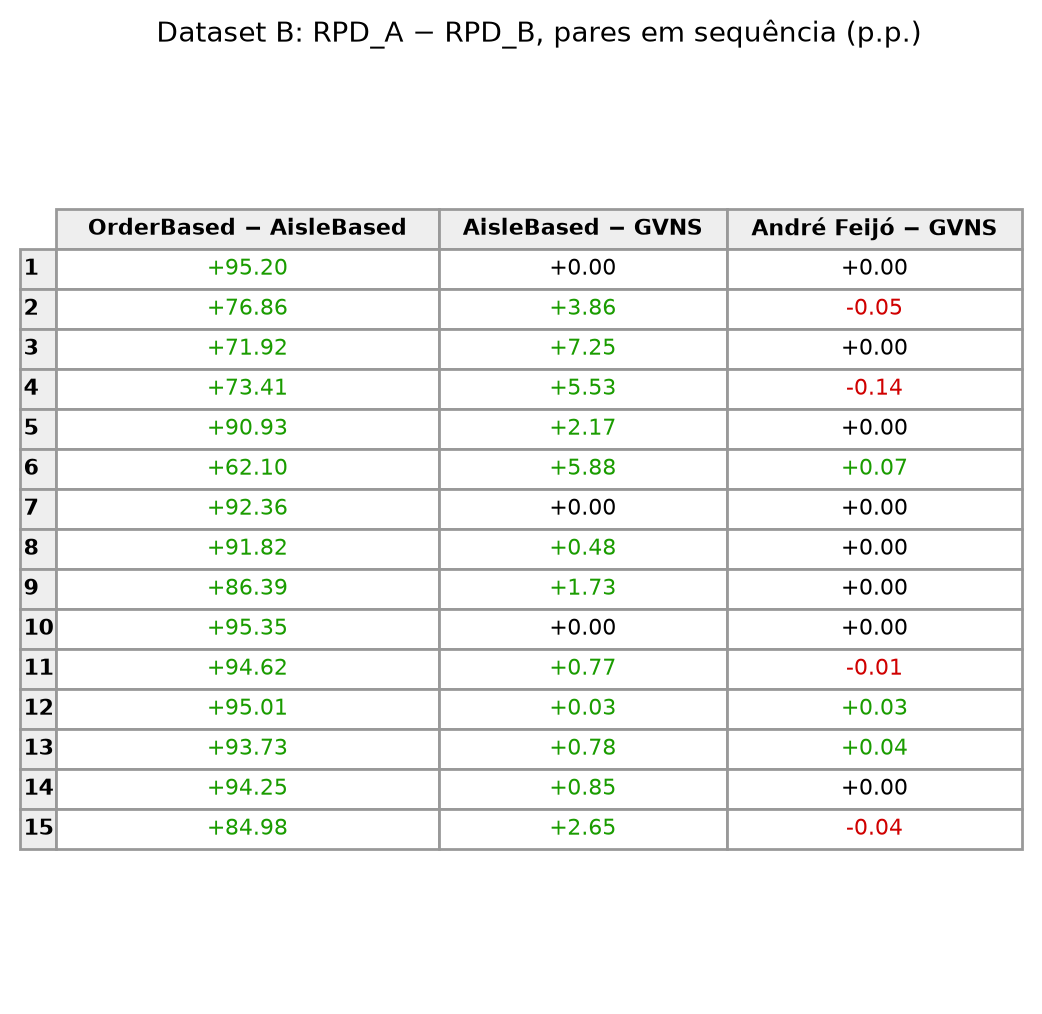 Dataset B: RPD_A − RPD_B, pares em sequência (p.p.)
OrderBased − AisleBased AisleBased − GVNS André Feijó − GVNS
1 +95.20 +0.00 +0.00
2 +76.86 +3.86 -0.05
3 +71.92 +7.25 +0.00
4 +73.41 +5.53 -0.14
5 +90.93 +2.17 +0.00
6 +62.10 +5.88 +0.07
7 +92.36 +0.00 +0.00
8 +91.82 +0.48 +0.00
9 +86.39 +1.73 +0.00
10 +95.35 +0.00 +0.00
11 +94.62 +0.77 -0.01
12 +95.01 +0.03 +0.03
13 +93.73 +0.78 +0.04
14 +94.25 +0.85 +0.00
15 +84.98 +2.65 -0.04